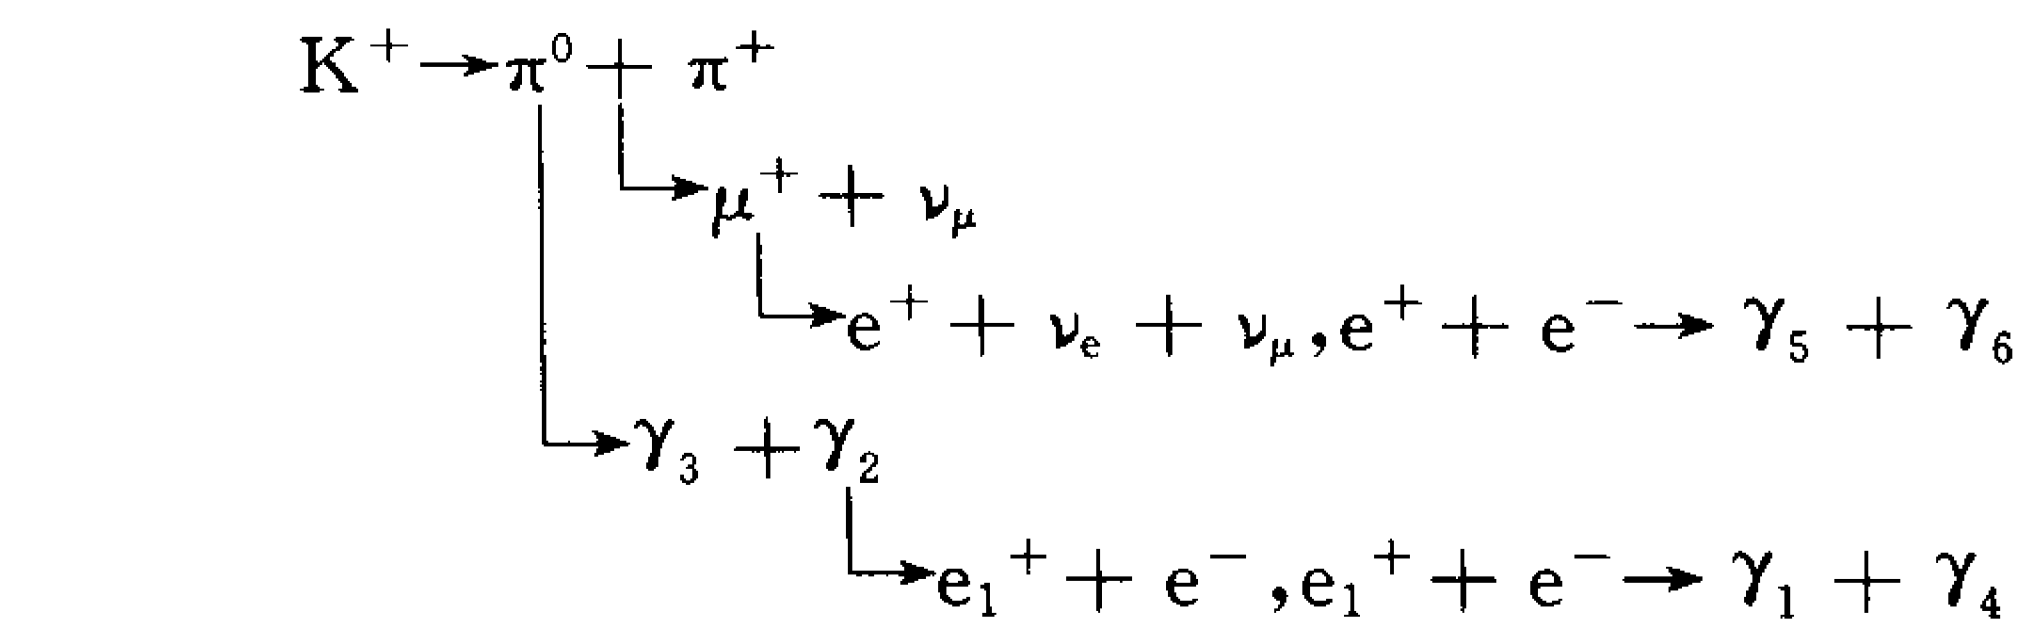 K⁺ → π⁰ + π⁺
μ⁺ + ν_μ
e⁺ + ν_e + ν_μ, e⁺ + e⁻ → γ₅ + γ₆
γ₃ + γ₂
e₁⁺ + e⁻, e₁⁺ + e⁻ → γ₁ + γ₄